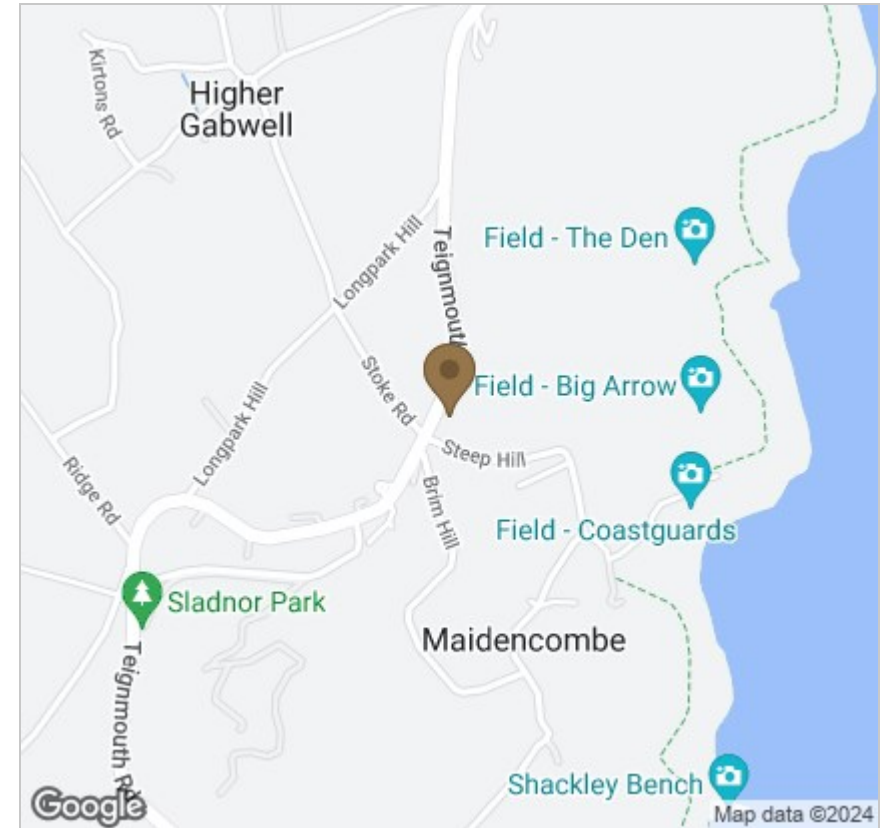 Kirtons Rd
Higher
Gabwell
Longpark Hill
Teignmouth
Field - The Den
Stoke Rd
Field - Big Arrow
Longpark Hill
Steep Hill
Ridge Rd
Brim Hill
Field - Coastguards
Sladnor Park
Maidencombe
Teignmouth Rd
Shackley Bench
Google
Map data ©2024